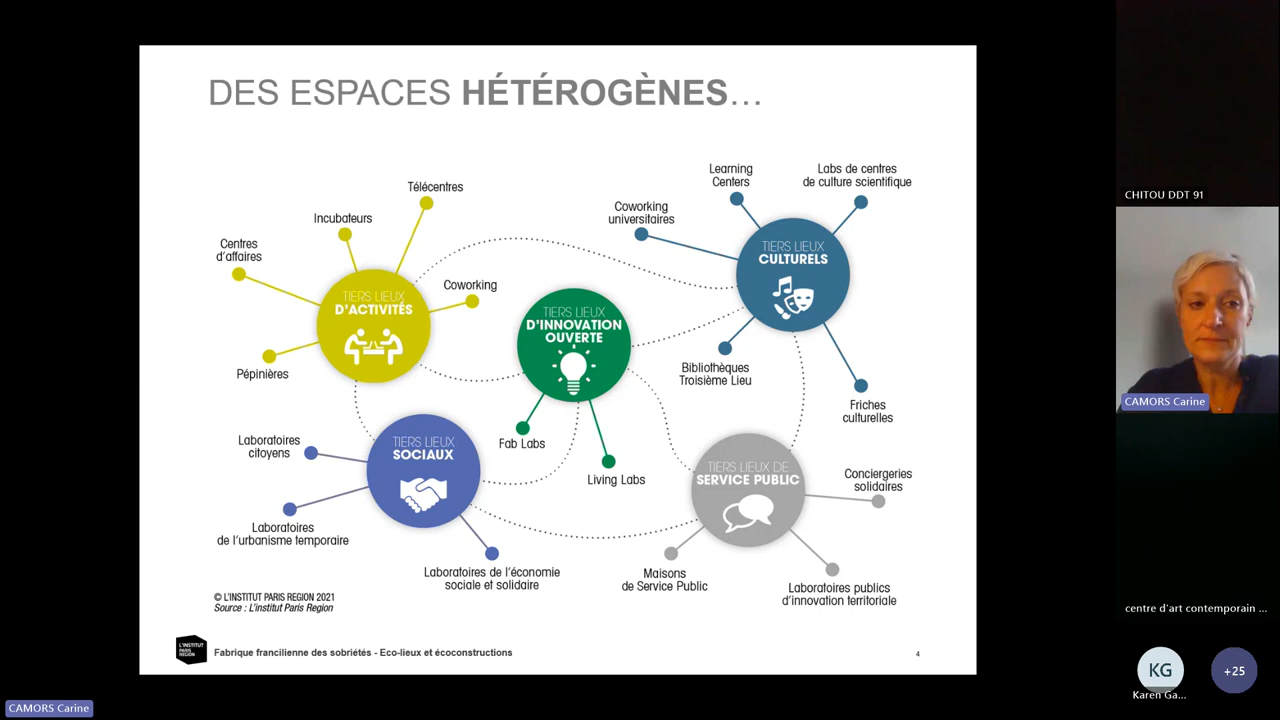 DES ESPACES HÉTÉROGÈNES...
Télécentres
Incubateurs
Centres
d'affaires
Coworking
Pépinières
TIERS LIEUX
D'ACTIVITÉS
Learning
Centers
Labs de centres
de culture scientifique
Coworking
universitaires
TIERS LIEUX
CULTURELS
Bibliothèques
Troisième Lieu
Friches
culturelles
TIERS LIEUX
D'INNOVATION
OUVERTE
Fab Labs
Living Labs
TIERS LIEUX
SOCIAUX
Laboratoires
citoyens
Laboratoires
de l'urbanisme temporaire
Laboratoires de l'économie
sociale et solidaire
TIERS LIEUX DE
SERVICE PUBLIC
Conciergeries
solidaires
Maisons
de Service Public
Laboratoires publics
d'innovation territoriale
© L'INSTITUT PARIS REGION 2021
Source : L'institut Paris Region
L'INSTITUT
PARIS
REGION
Fabrique francilienne des sobriétés - Eco-lieux et écoconstructions
4
CHITOU DDT 91
CAMORS Carine
centre d'art contemporain ...
KG
Karen Ga...
+25
CAMORS Carine